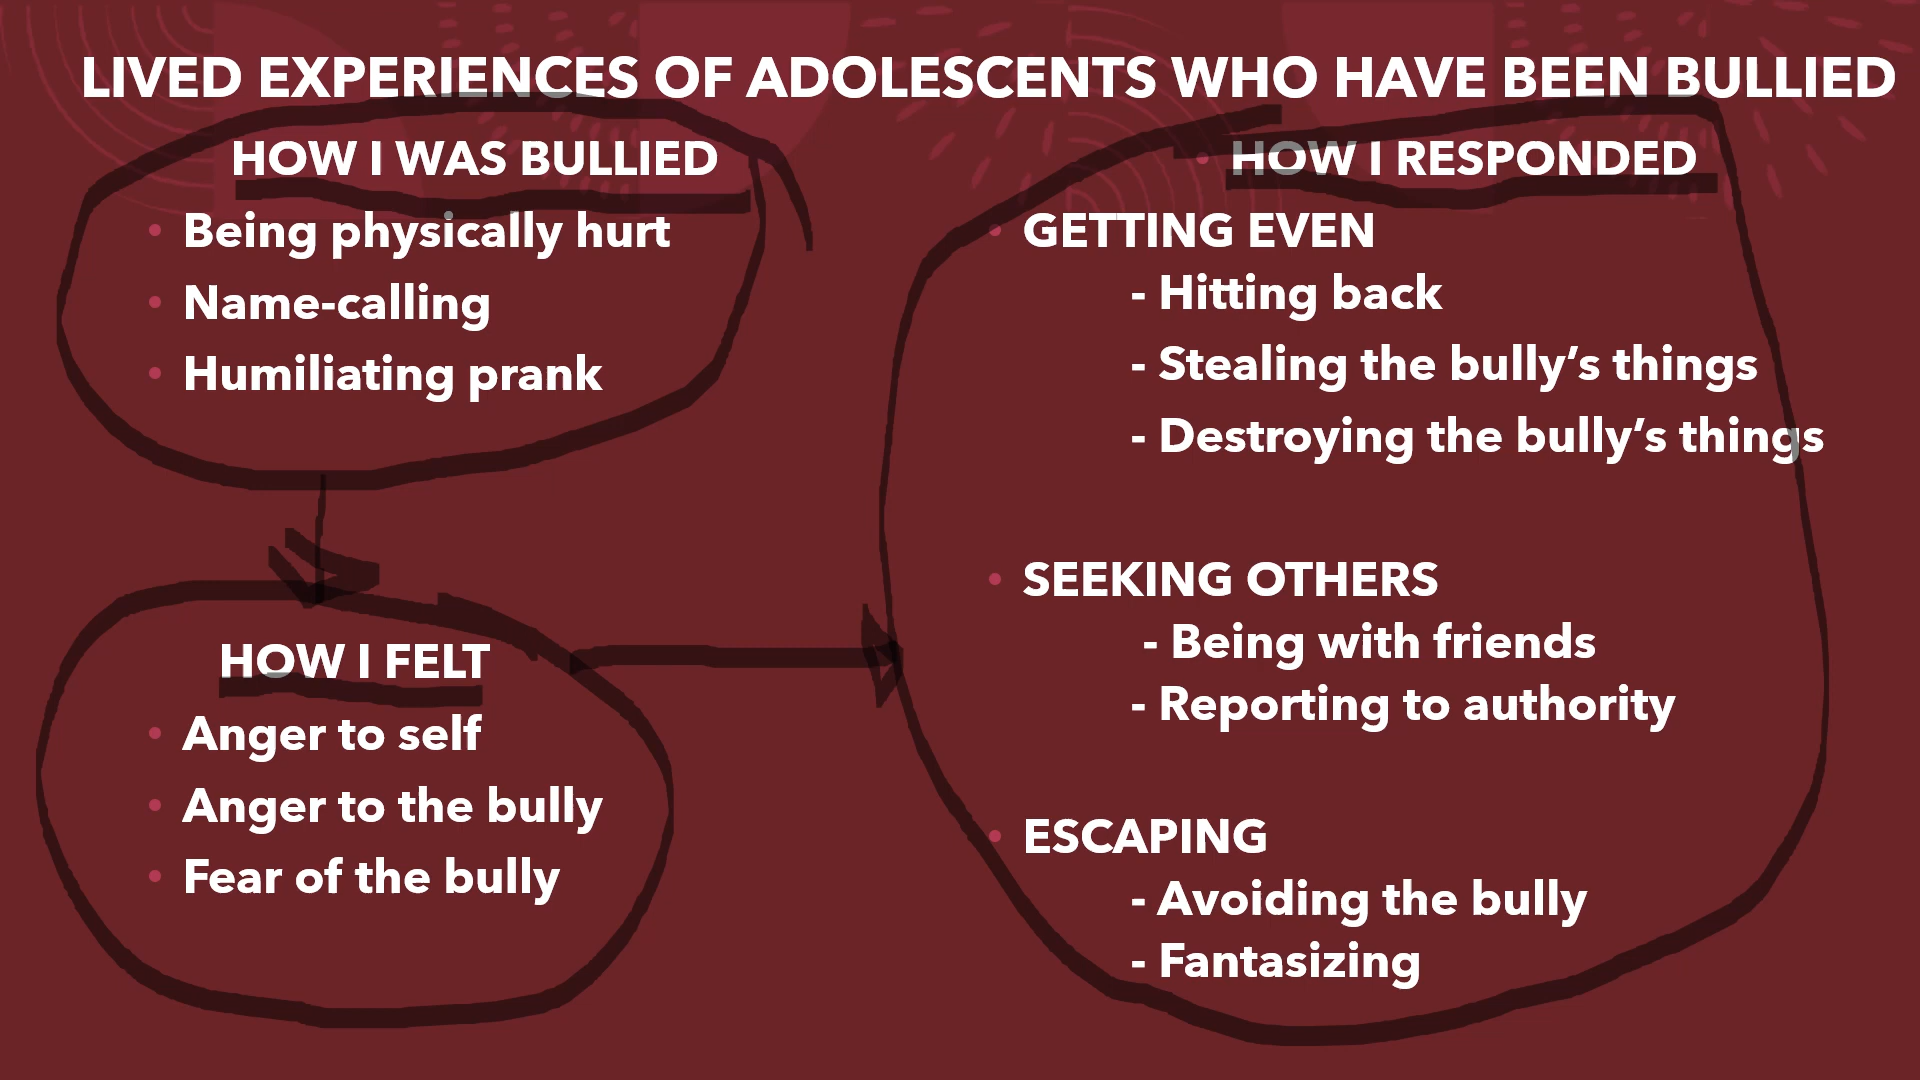 LIVED EXPERIENCES OF ADOLESCENTS WHO HAVE BEEN BULLIED
HOW I WAS BULLIED
• Being physically hurt
• Name-calling
• Humiliating prank
HOW I FELT
• Anger to self
• Anger to the bully
• Fear of the bully
• HOW I RESPONDED
• GETTING EVEN
- Hitting back
- Stealing the bully’s things
- Destroying the bully’s things
• SEEKING OTHERS
- Being with friends
- Reporting to authority
• ESCAPING
- Avoiding the bully
- Fantasizing